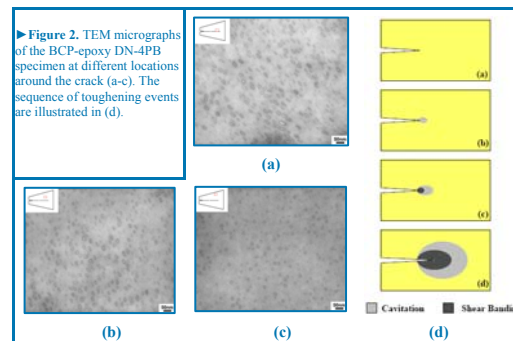 ►Figure 2. TEM micrographs
of the BCP-epoxy DN-4PB
specimen at different locations
around the crack (a-c). The
sequence of toughening events
are illustrated in (d).
(a)
(b)
(c)
(a)
(b)
(c)
(d)
Cavitation
Shear Bandi
(d)